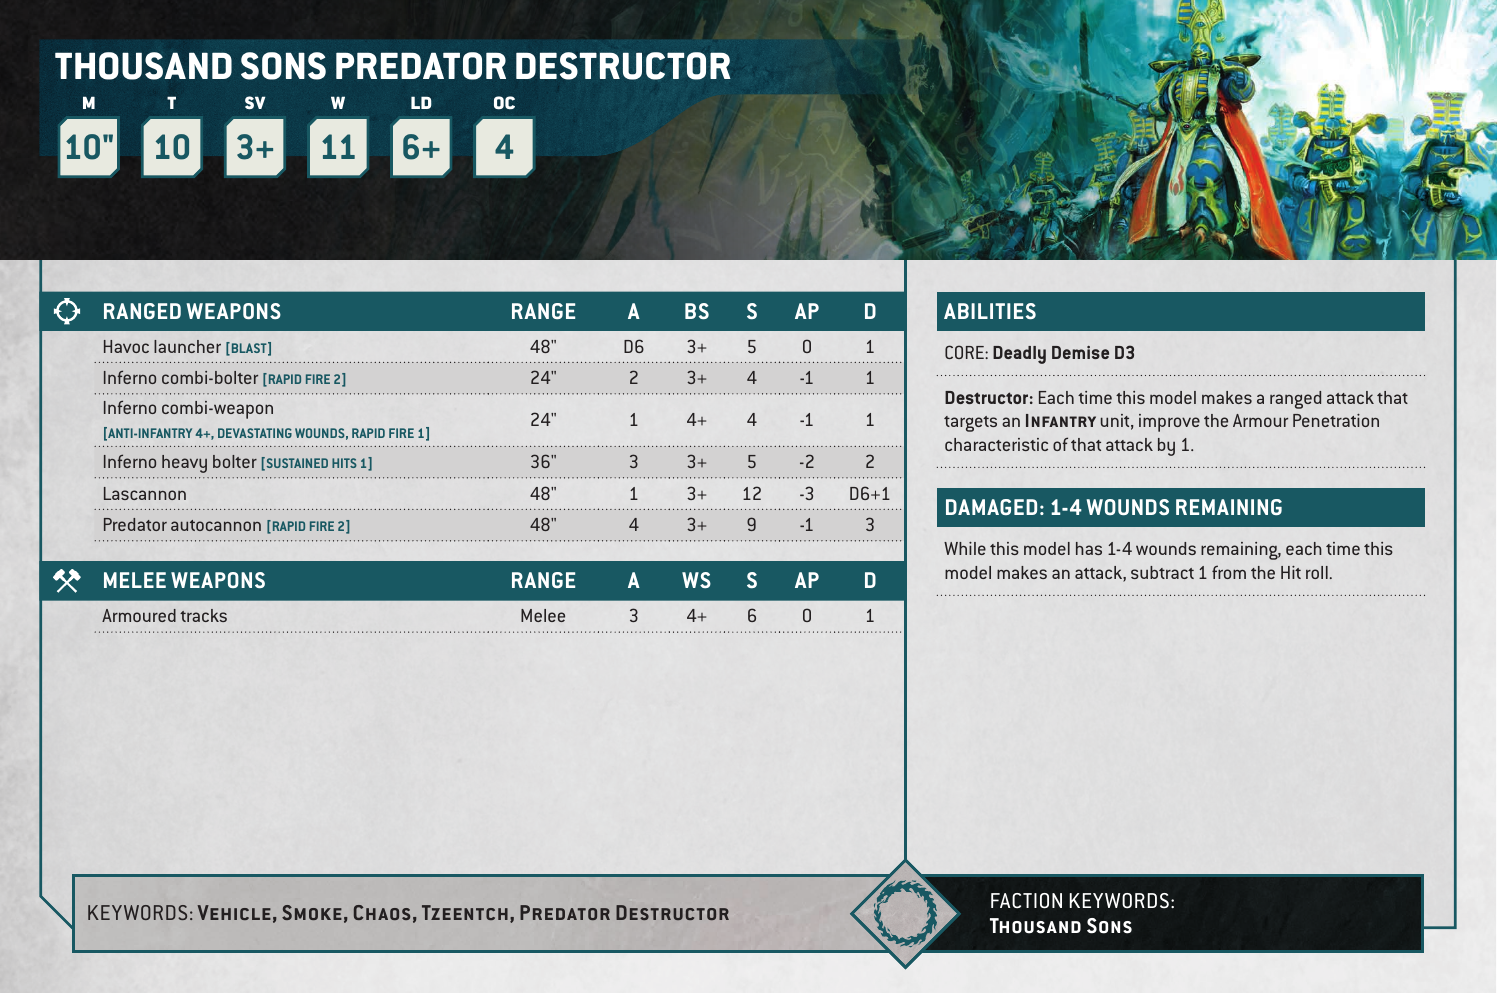 THOUSAND SONS PREDATOR DESTRUCTOR
M T SV W LD OC
10" 10 3+ 11 6+ 4
RANGED WEAPONS RANGE A BS S AP D
Havoc launcher [BLAST] 48" D6 3+ 5 0 1
Inferno combi-bolter [RAPID FIRE 2] 24" 2 3+ 4 -1 1
Inferno combi-weapon
[ANTI-INFANTRY 4+, DEVASTATING WOUNDS, RAPID FIRE 1] 24" 1 4+ 4 -1 1
Inferno heavy bolter [SUSTAINED HITS 1] 36" 3 3+ 5 -2 2
Lascannon 48" 1 3+ 12 -3 D6+1
Predator autocannon [RAPID FIRE 2] 48" 4 3+ 9 -1 3
MELEE WEAPONS RANGE A WS S AP D
Armoured tracks Melee 3 4+ 6 0 1
ABILITIES
CORE: Deadly Demise D3
Destructor: Each time this model makes a ranged attack that
targets an INFANTRY unit, improve the Armour Penetration
characteristic of that attack by 1.
DAMAGED: 1-4 WOUNDS REMAINING
While this model has 1-4 wounds remaining, each time this
model makes an attack, subtract 1 from the Hit roll.
KEYWORDS: VEHICLE, SMOKE, CHAOS, TZEENTCH, PREDATOR DESTRUCTOR
FACTION KEYWORDS:
THOUSAND SONS